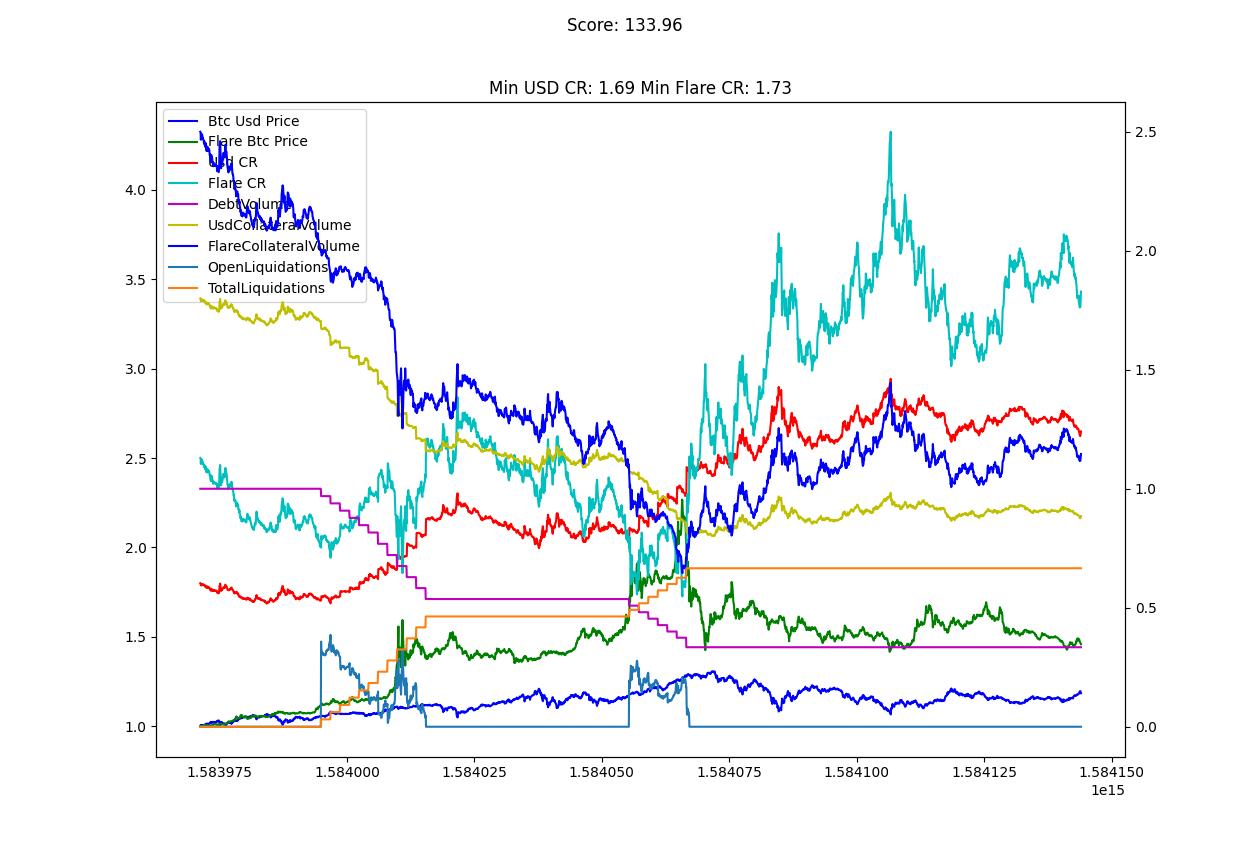 Score: 133.96
Min USD CR: 1.69 Min Flare CR: 1.73
Btc Usd Price
Flare Btc Price
Usd CR
Flare CR
DebtVolume
UsdCollateralVolume
FlareCollateralVolume
OpenLiquidations
TotalLiquidations
4.0
3.5
3.0
2.5
2.0
1.5
1.0
2.5
2.0
1.5
1.0
0.5
0.0
1.583975
1.584000
1.584025
1.584050
1.584075
1.584100
1.584125
1.584150
1e15